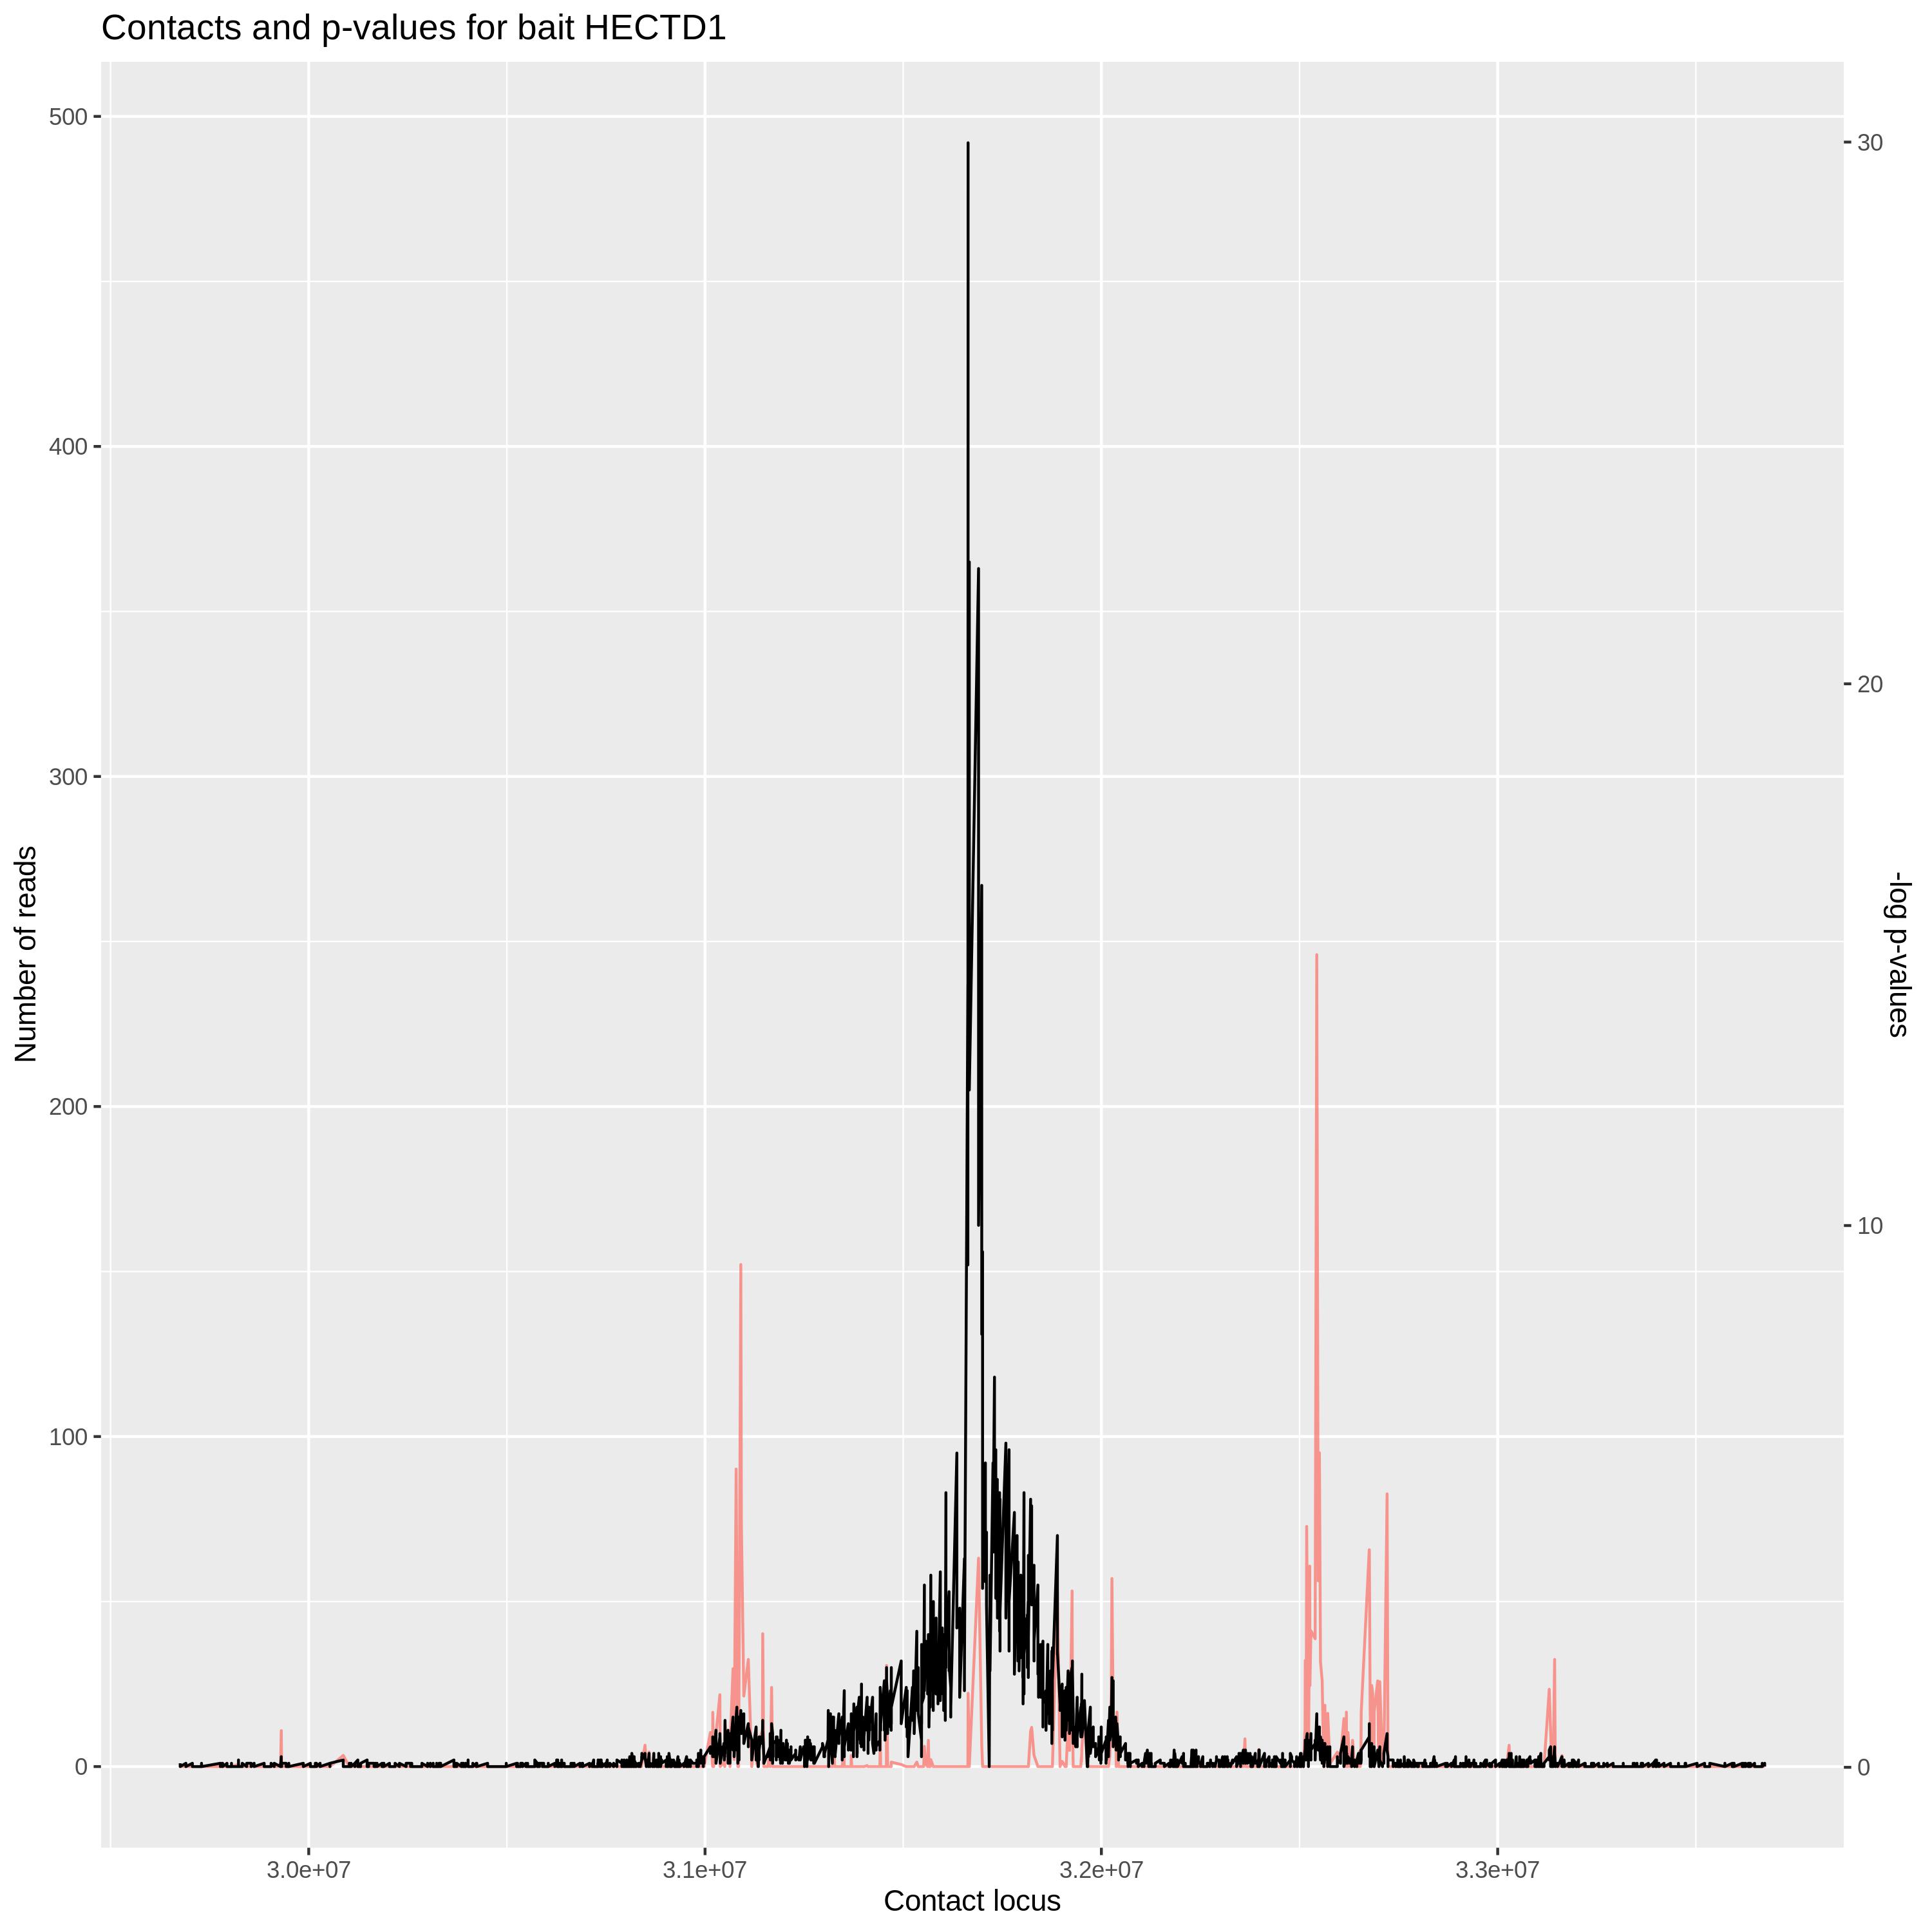 Contacts and p-values for bait HECTD1
500
400
300
200
100
0
Number of reads
30
20
10
0
-log p-values
3.0e+07 3.1e+07 3.2e+07 3.3e+07
Contact locus